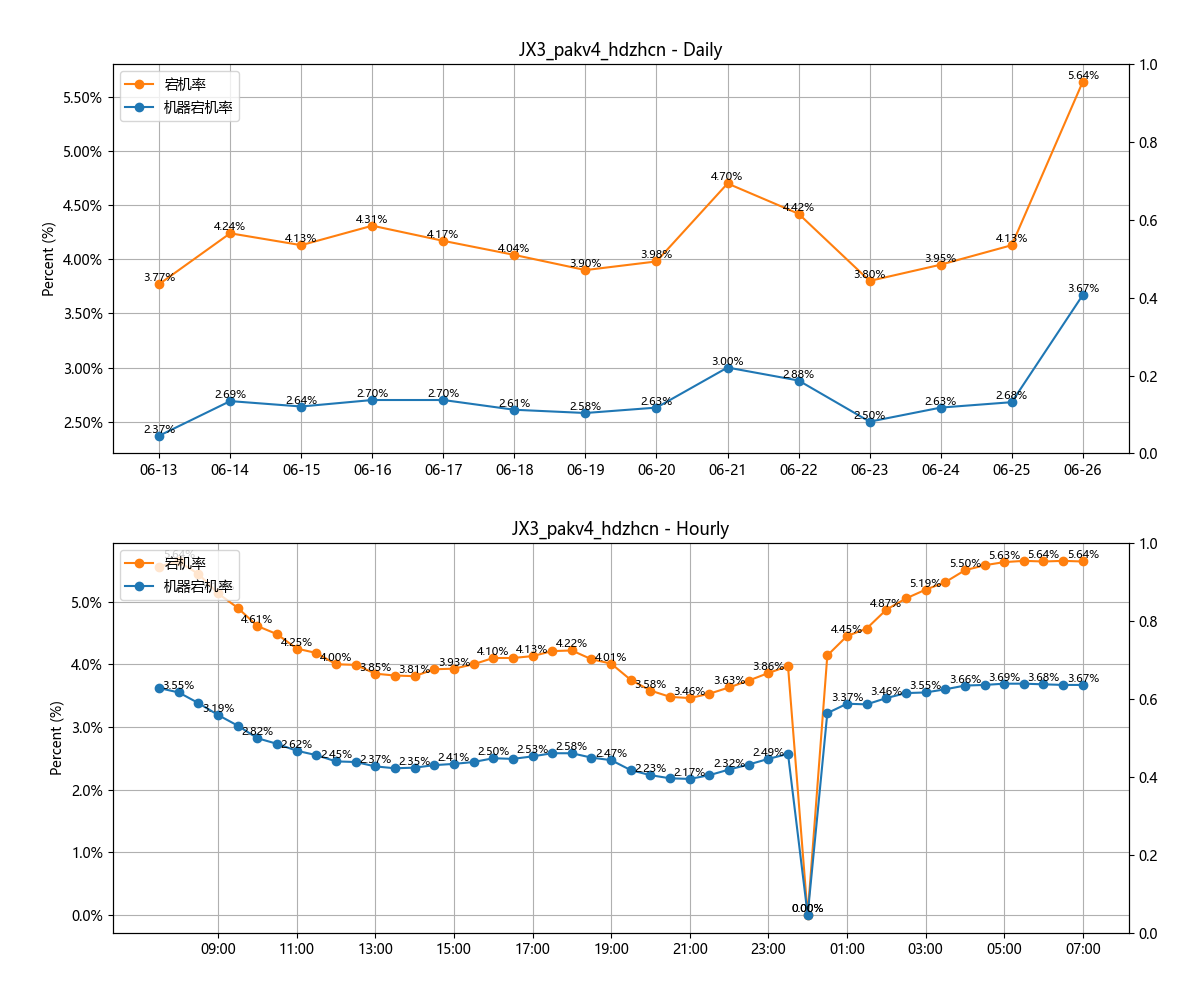 JX3_pakv4_hdzhcn - Daily
宕机率
机器宕机率
Percent (%)
5.50%
5.00%
4.50%
4.00%
3.50%
3.00%
2.50%
1.0
0.8
0.6
0.4
0.2
0.0
3.77% 4.24% 4.13% 4.31% 4.17% 4.04% 3.90% 3.98% 4.70% 4.42% 3.80% 3.95% 4.13% 5.64%
2.37% 2.69% 2.64% 2.70% 2.70% 2.61% 2.58% 2.63% 3.00% 2.88% 2.50% 2.63% 2.68% 3.67%
06-13 06-14 06-15 06-16 06-17 06-18 06-19 06-20 06-21 06-22 06-23 06-24 06-25 06-26
JX3_pakv4_hdzhcn - Hourly
宕机率
机器宕机率
Percent (%)
5.0%
4.0%
3.0%
2.0%
1.0%
0.0%
1.0
0.8
0.6
0.4
0.2
0.0
5.64% 4.61% 4.25% 4.00% 3.85% 3.81% 3.93% 4.10% 4.13% 4.22% 4.01% 3.58% 3.46% 3.63% 3.86% 0.00% 4.45% 4.87% 5.19% 5.50% 5.63% 5.64% 5.64%
3.55% 3.19% 2.82% 2.62% 2.45% 2.37% 2.35% 2.41% 2.50% 2.53% 2.58% 2.47% 2.23% 2.17% 2.32% 2.49% 0.00% 3.37% 3.46% 3.55% 3.66% 3.69% 3.68% 3.67%
09:00 11:00 13:00 15:00 17:00 19:00 21:00 23:00 01:00 03:00 05:00 07:00